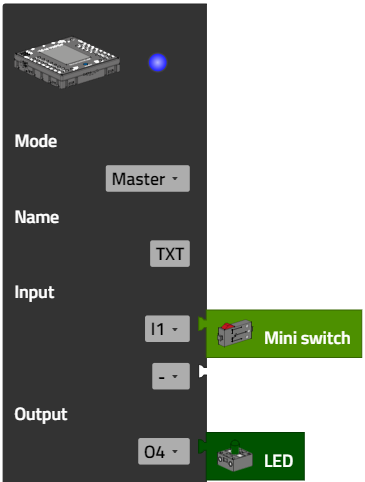 Mode
Master
Name
TXT
Input
I1
Mini switch
-
Output
O4
LED